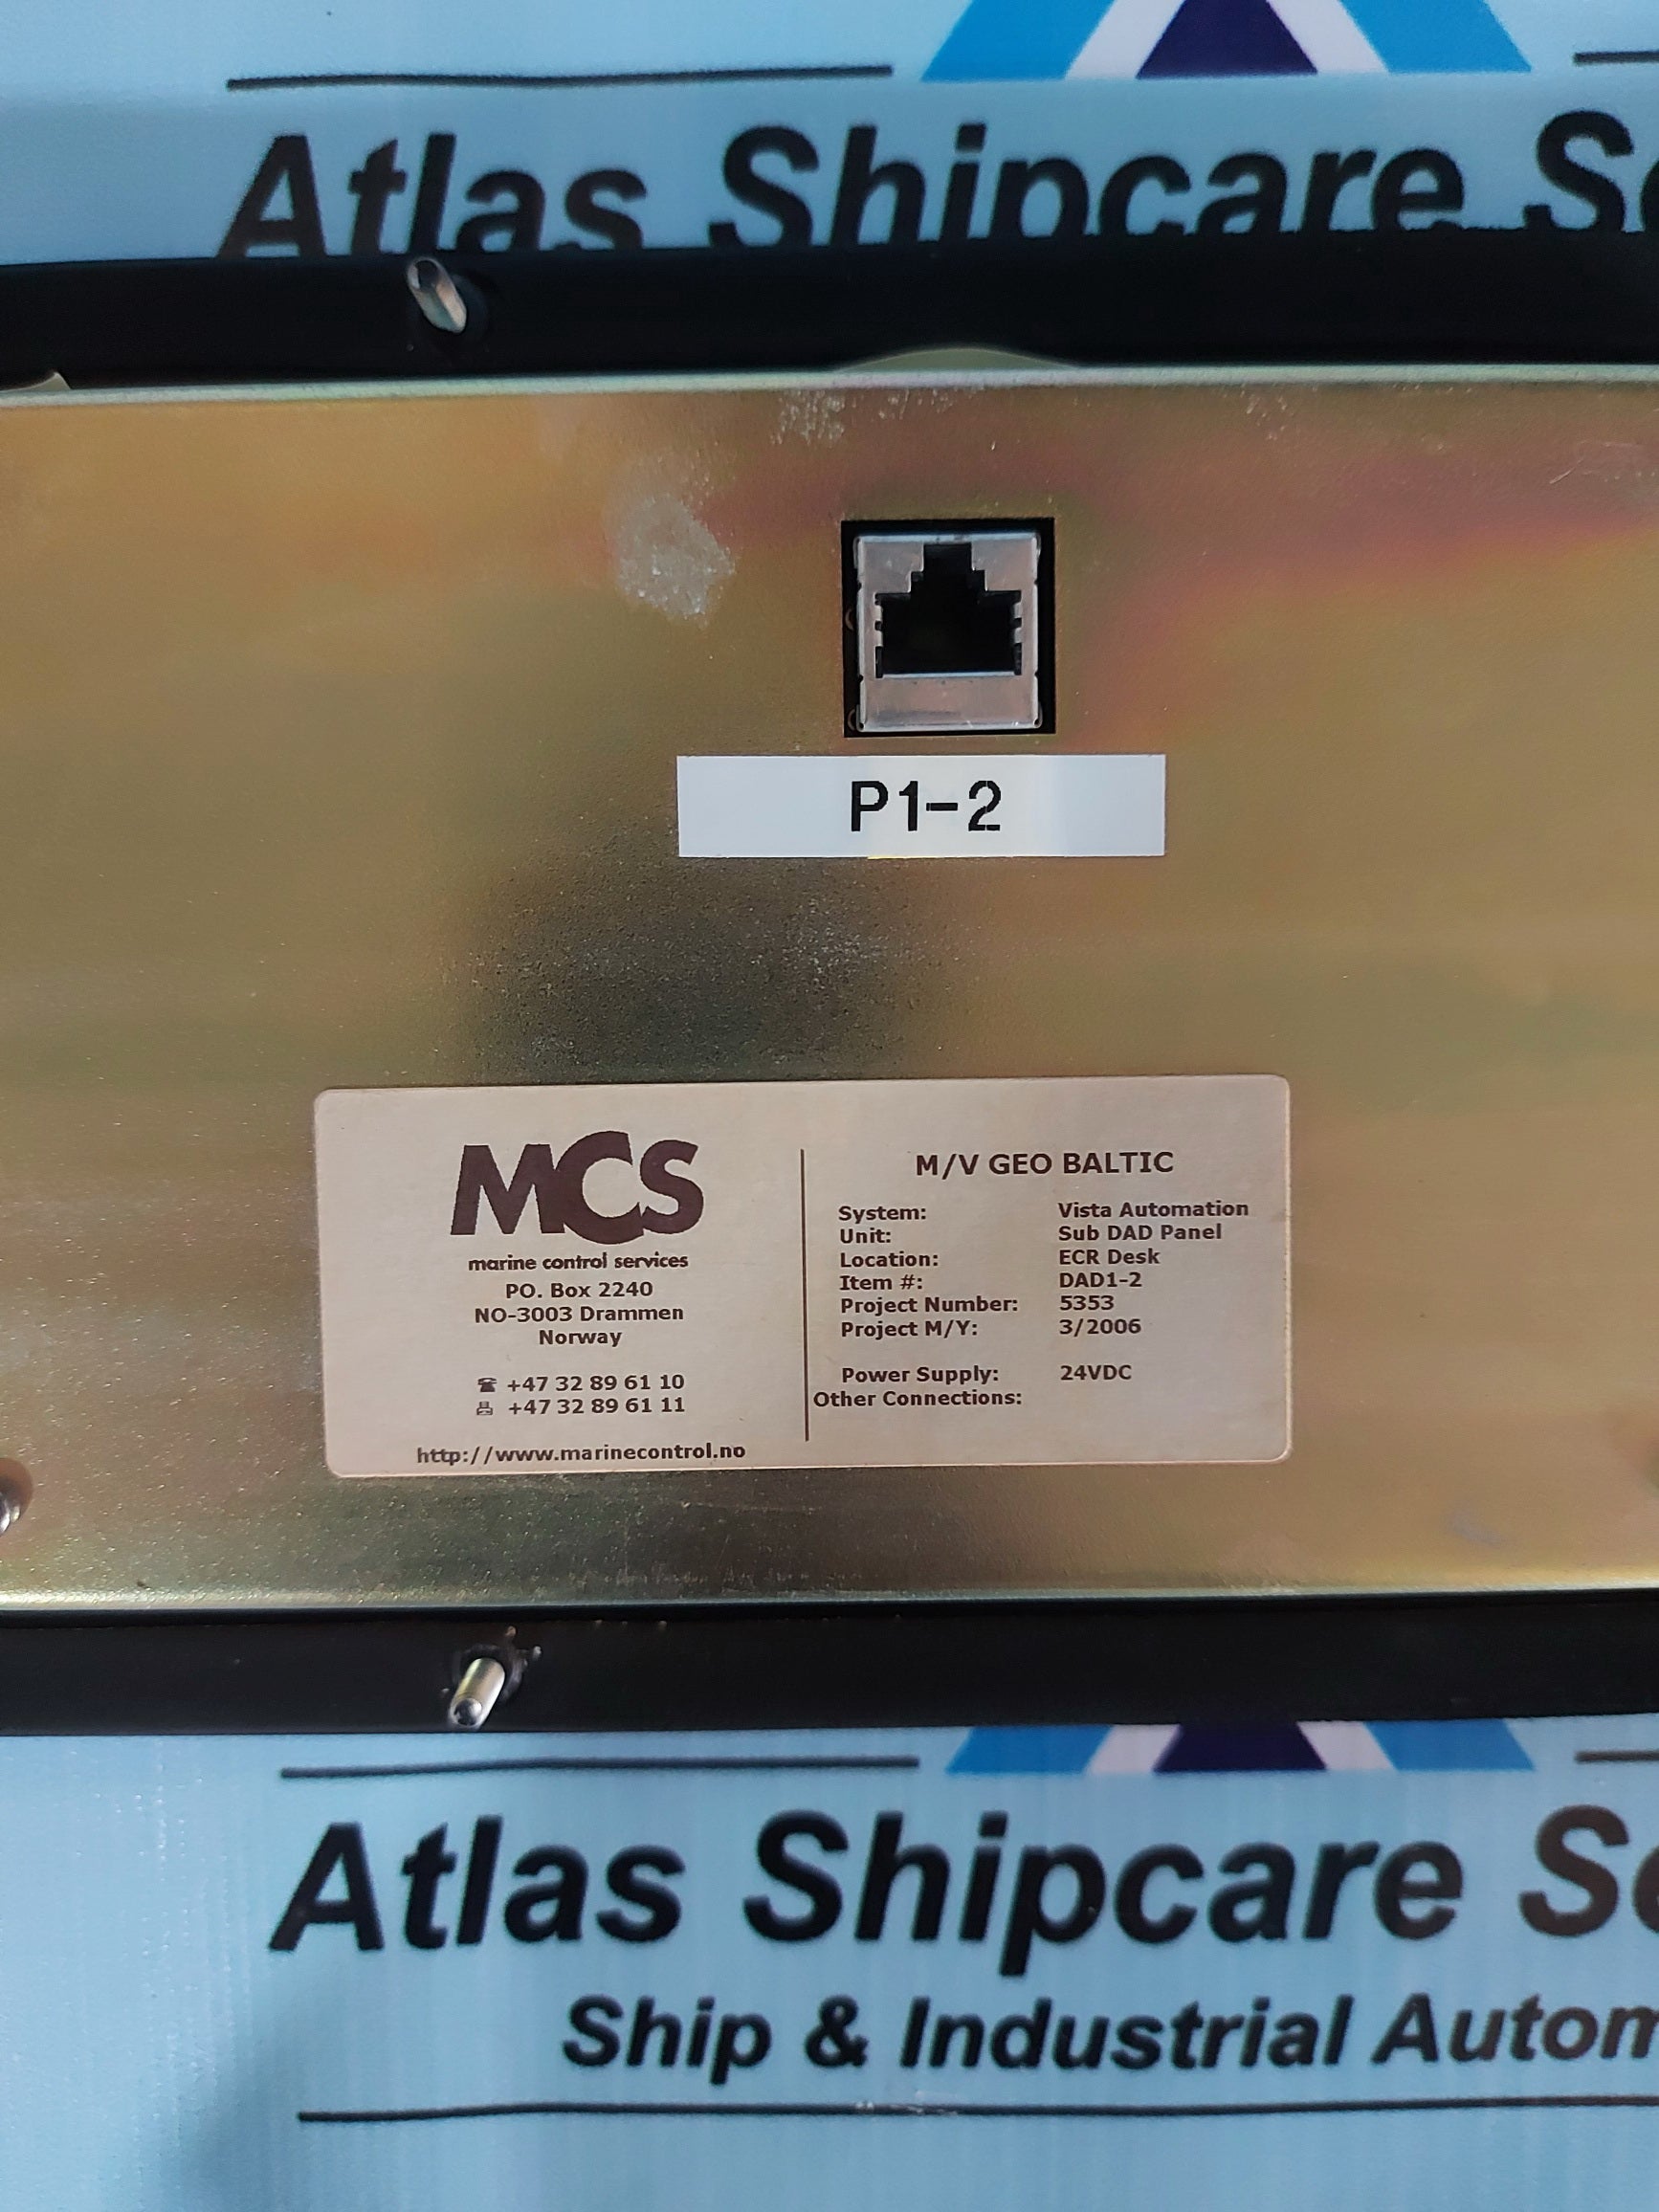 Atlas Shipcare
P1-2
MCS
marine control services
PO. Box 2240
NO-3003 Drammen
Norway
+47 32 89 61 10
+47 32 89 61 11
http://www.marinecontrol.no
M/V GEO BALTIC
System: Vista Automation
Unit: Sub DAD Panel
Location: ECR Desk
Item #: DAD1-2
Project Number: 5353
Project M/Y: 3/2006
Power Supply: 24VDC
Other Connections:
Atlas Shipcare
Ship & Industrial